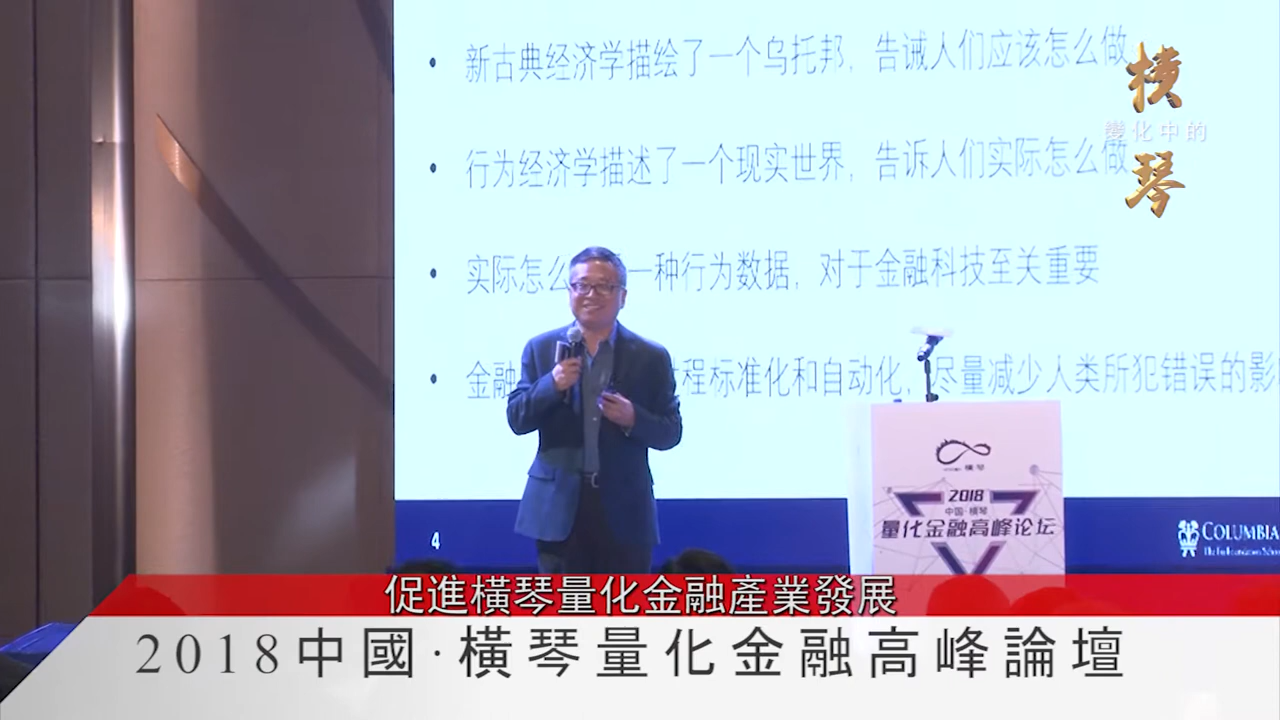 新古典经济学描绘了一个乌托邦，告诫人们应该怎么做
行为经济学描述了一个现实世界，告诉人们实际怎么做
实际怎么 一种行为数据，对于金融科技至关重要
金融 程标准化和自动化，尽量减少人类所犯错误的影
橫
變化中的
琴
橫琴
2018
中国·横琴
量化金融高峰论坛
4
COLUMBIA
促進橫琴量化金融產業發展
2018中國·橫琴量化金融高峰論壇